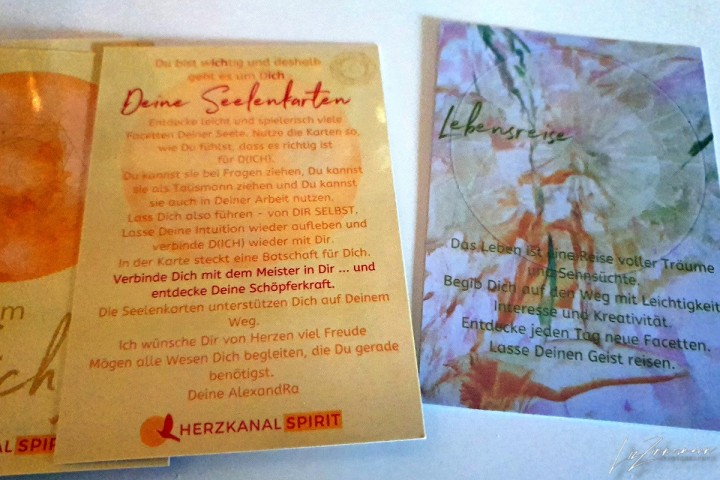 m
ich
AL SPIR
Du bist wichtig und deshalb
geht es um Dich
Deine Seelenkarten
Entdecke leicht und spielerisch viele
Facetten Deiner Seele. Nutze die Karten so,
wie Du fühlst, dass es richtig ist
für D(ICH).
Du kannst sie bei Fragen ziehen, Du kannst
sie als Talismann ziehen und Du kannst
sie auch in Deiner Arbeit nutzen.
Lass Dich also führen - von DIR SELBST.
Lasse Deine Intuition wieder aufleben und
verbinde D(ICH) wieder mit Dir.
In der Karte steckt eine Botschaft für Dich.
Verbinde Dich mit dem Meister in Dir ... und
entdecke Deine Schöpferkraft.
Die Seelenkarten unterstützen Dich auf Deinem
Weg.
Ich wünsche Dir von Herzen viel Freude
Mögen alle Wesen Dich begleiten, die Du gerade
benötigst.
Deine AlexandRa
HERZKANAL SPIRIT
Lebensreise
Das Leben ist eine Reise voller Träume
und Sehnsüchte.
Begib Dich auf den Weg mit Leichtigkeit
Interesse und Kreativität.
Entdecke jeden Tag neue Facetten.
Lasse Deinen Geist reisen.